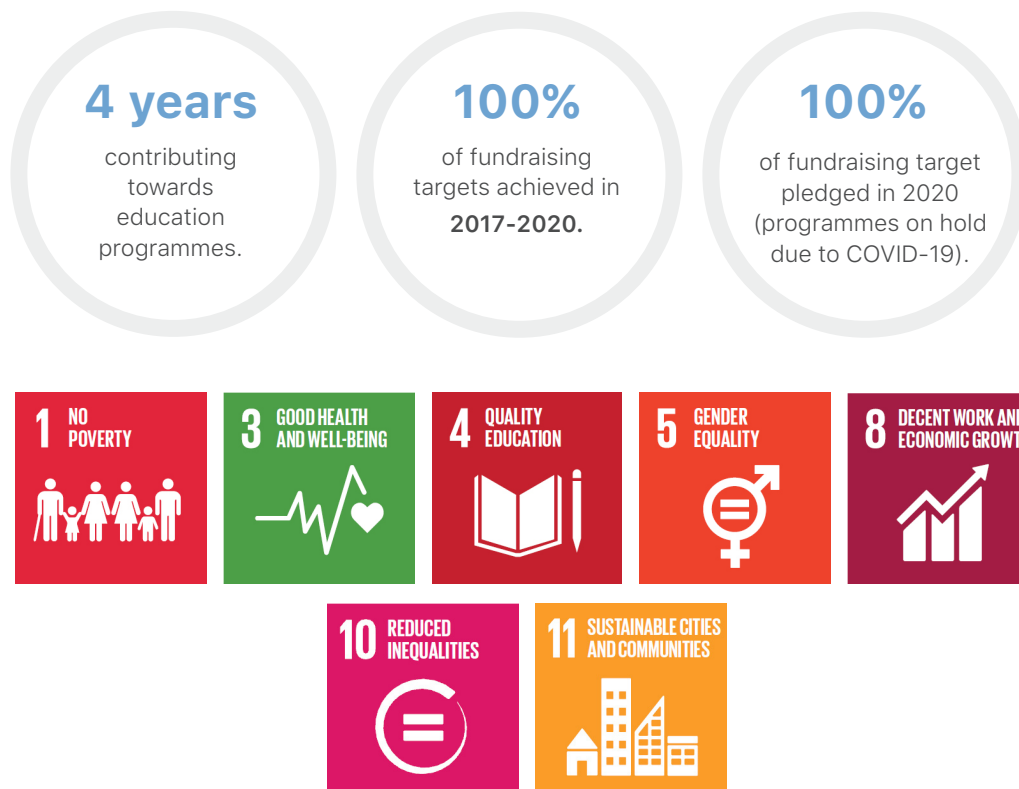 4 years
contributing
towards
education
programmes.
100%
of fundraising
targets achieved in
2017-2020.
100%
of fundraising target
pledged in 2020
(programmes on hold
due to COVID-19).
1 NO
POVERTY
3 GOOD HEALTH
AND WELL-BEING
4 QUALITY
EDUCATION
5 GENDER
EQUALITY
8 DECENT WORK AND
ECONOMIC GROWT
10 REDUCED
INEQUALITIES
11 SUSTAINABLE CITIES
AND COMMUNITIES